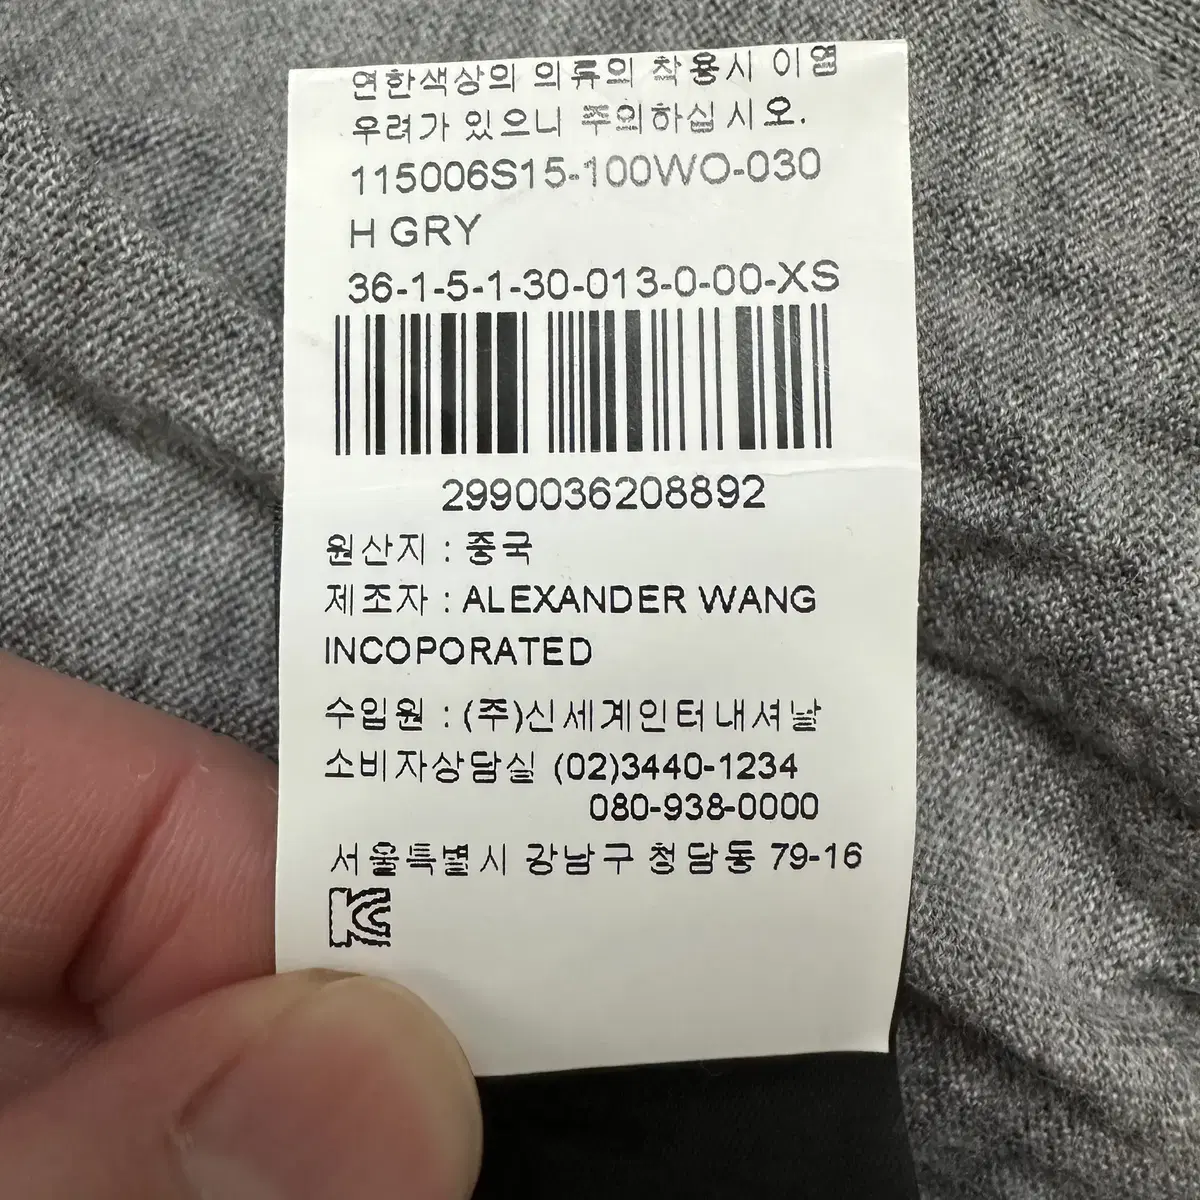 연한색상의 의류의 착용시 이염
우려가 있으니 주의하십시오.
115006S15-100WO-030
H GRY
36-1-5-1-30-013-0-00-XS
2990036208892
원산지 : 중국
제조자 : ALEXANDER WANG
INCOPORATED
수입원 : (주)신세계인터내셔날
소비자상담실 (02)3440-1234
080-938-0000
서울특별시 강남구 청담동 79-16
KC